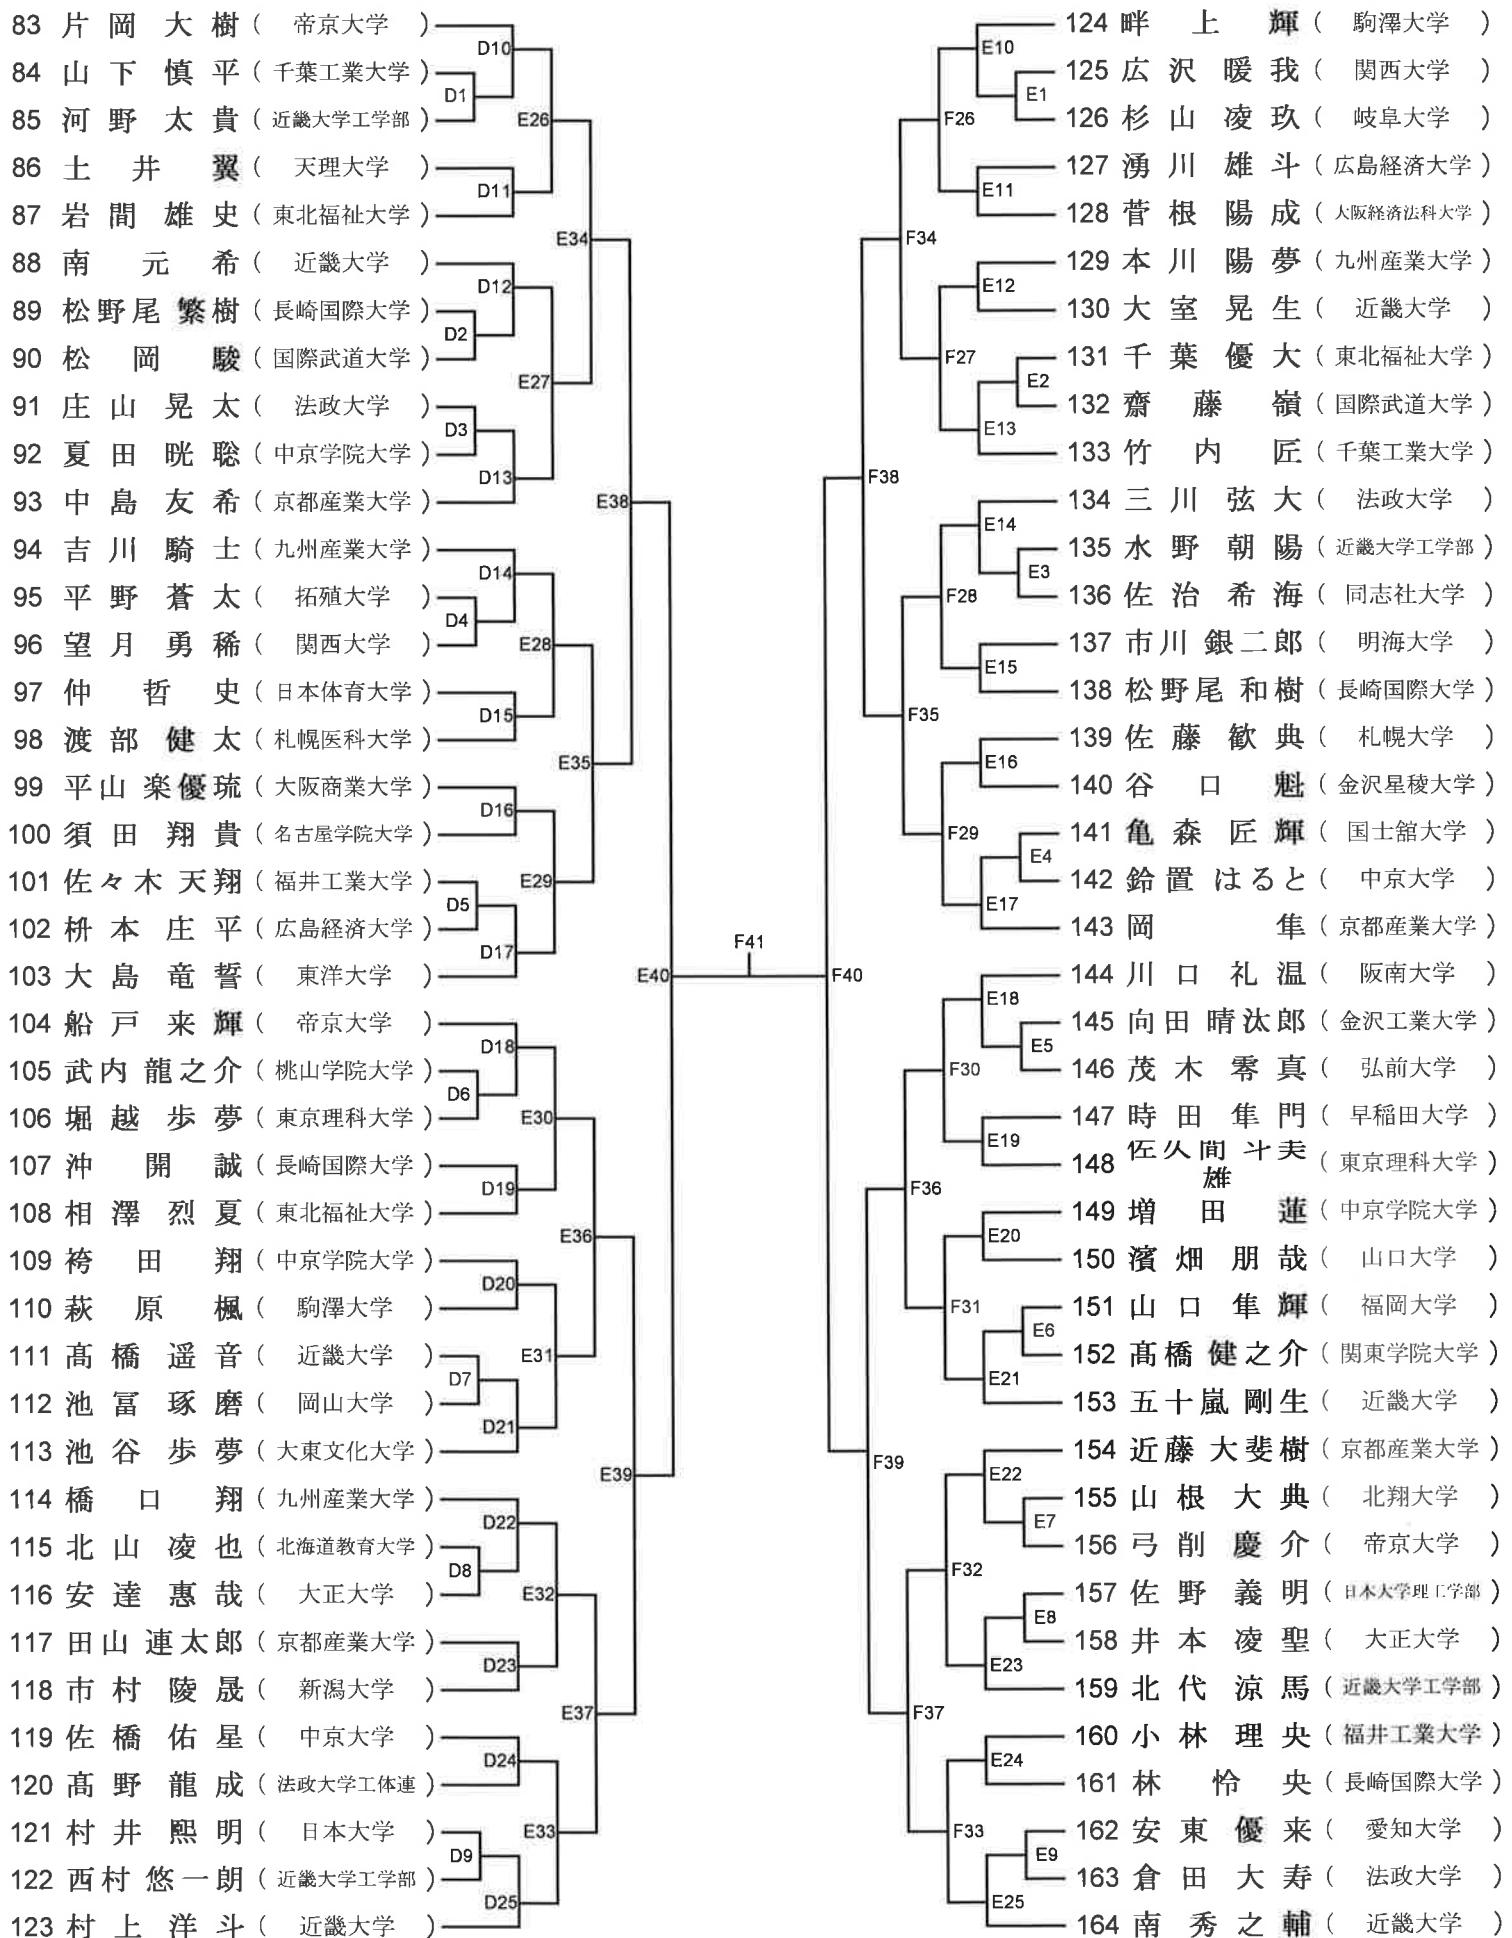 83 片岡大樹 ( 帝京大学 )
D10
84 山下慎平 ( 千葉工業大学 )
D1
85 河野太貴 ( 近畿大学工学部 )
E26
86 土井翼 ( 天理大学 )
D11
87 岩間雄史 ( 東北福祉大学 )
E34
88 南元希 ( 近畿大学 )
D12
89 松野尾繁樹 ( 長崎国際大学 )
D2
90 松岡駿 ( 国際武道大学 )
E27
91 庄山晃太 ( 法政大学 )
D3
92 夏田晄聡 ( 中京学院大学 )
D13
93 中島友希 ( 京都産業大学 )
E38
94 吉川騎士 ( 九州産業大学 )
D14
95 平野蒼太 ( 拓殖大学 )
D4
96 望月勇稀 ( 関西大学 )
E28
97 仲哲史 ( 日本体育大学 )
D15
98 渡部健太 ( 札幌医科大学 )
E35
99 平山楽優琉 ( 大阪商業大学 )
D16
100 須田翔貴 ( 名古屋学院大学 )
101 佐々木天翔 ( 福井工業大学 )
E29
D5
102 枡本庄平 ( 広島経済大学 )
D17
103 大島竜誓 ( 東洋大学 )
E40
104 船戸来輝 ( 帝京大学 )
D18
105 武内龍之介 ( 桃山学院大学 )
D6
106 堀越歩夢 ( 東京理科大学 )
E30
107 沖開誠 ( 長崎国際大学 )
D19
108 相澤烈夏 ( 東北福祉大学 )
E36
109 袴田翔 ( 中京学院大学 )
D20
110 萩原楓 ( 駒澤大学 )
111 髙橋遥音 ( 近畿大学 )
E31
D7
112 池冨琢磨 ( 岡山大学 )
D21
113 池谷歩夢 ( 大東文化大学 )
E39
114 橋口翔 ( 九州産業大学 )
D22
115 北山凌也 ( 北海道教育大学 )
D8
116 安達惠哉 ( 大正大学 )
E32
117 田山連太郎 ( 京都産業大学 )
D23
118 市村陵晟 ( 新潟大学 )
E37
119 佐橋佑星 ( 中京大学 )
D24
120 髙野龍成 ( 法政大学工体連 )
121 村井熙明 ( 日本大学 )
E33
D9
122 西村悠一朗 ( 近畿大学工学部 )
D25
123 村上洋斗 ( 近畿大学 )
F41
124 畔上輝 ( 駒澤大学 )
E10
125 広沢暖我 ( 関西大学 )
E1
126 杉山凌玖 ( 岐阜大学 )
F26
127 湧川雄斗 ( 広島経済大学 )
E11
128 菅根陽成 ( 大阪経済法科大学 )
F34
129 本川陽夢 ( 九州産業大学 )
E12
130 大室晃生 ( 近畿大学 )
131 千葉優大 ( 東北福祉大学 )
F27
E2
132 齋藤嶺 ( 国際武道大学 )
E13
133 竹内匠 ( 千葉工業大学 )
F38
134 三川弦大 ( 法政大学 )
E14
135 水野朝陽 ( 近畿大学工学部 )
E3
136 佐治希海 ( 同志社大学 )
F28
137 市川銀二郎 ( 明海大学 )
E15
138 松野尾和樹 ( 長崎国際大学 )
F35
139 佐藤歓典 ( 札幌大学 )
E16
140 谷口魁 ( 金沢星稜大学 )
141 亀森匠輝 ( 国士舘大学 )
F29
E4
142 鈴置はると ( 中京大学 )
E17
143 岡隼 ( 京都産業大学 )
F40
144 川口礼温 ( 阪南大学 )
E18
145 向田晴汰郎 ( 金沢工業大学 )
E5
146 茂木零真 ( 弘前大学 )
F30
147 時田隼門 ( 早稲田大学 )
E19
148 佐久間斗夫雄 ( 東京理科大学 )
F36
149 増田蓮 ( 中京学院大学 )
E20
150 濱畑朋哉 ( 山口大学 )
151 山口隼輝 ( 福岡大学 )
F31
E6
152 髙橋健之介 ( 関東学院大学 )
E21
153 五十嵐剛生 ( 近畿大学 )
154 近藤大斐樹 ( 京都産業大学 )
F39
E22
155 山根大典 ( 北翔大学 )
E7
156 弓削慶介 ( 帝京大学 )
F32
157 佐野義明 ( 日本大学理工学部 )
E8
158 井本凌聖 ( 大正大学 )
E23
159 北代涼馬 ( 近畿大学工学部 )
F37
160 小林理央 ( 福井工業大学 )
E24
161 林怜央 ( 長崎国際大学 )
162 安東優来 ( 愛知大学 )
F33
E9
163 倉田大寿 ( 法政大学 )
E25
164 南秀之輔 ( 近畿大学 )